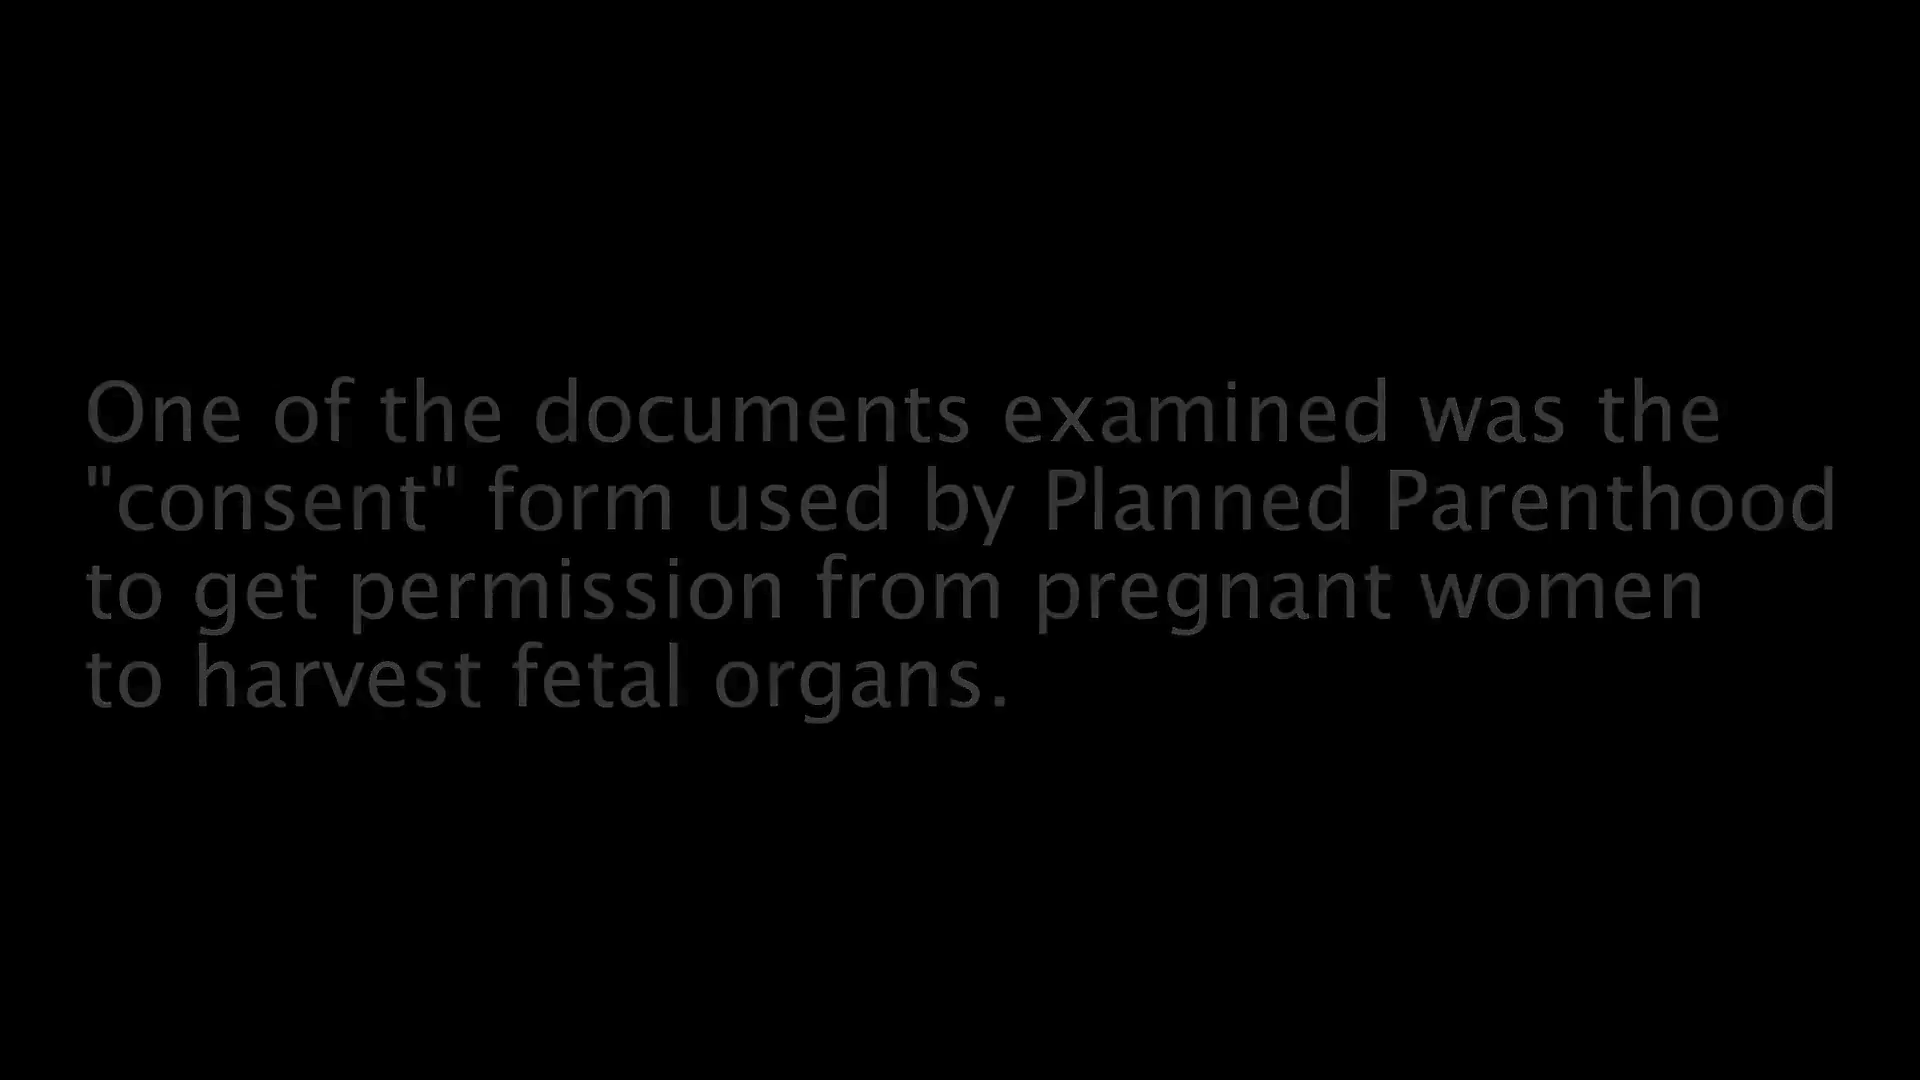 One of the documents examined was the
"consent" form used by Planned Parenthood
to get permission from pregnant women
to harvest fetal organs.